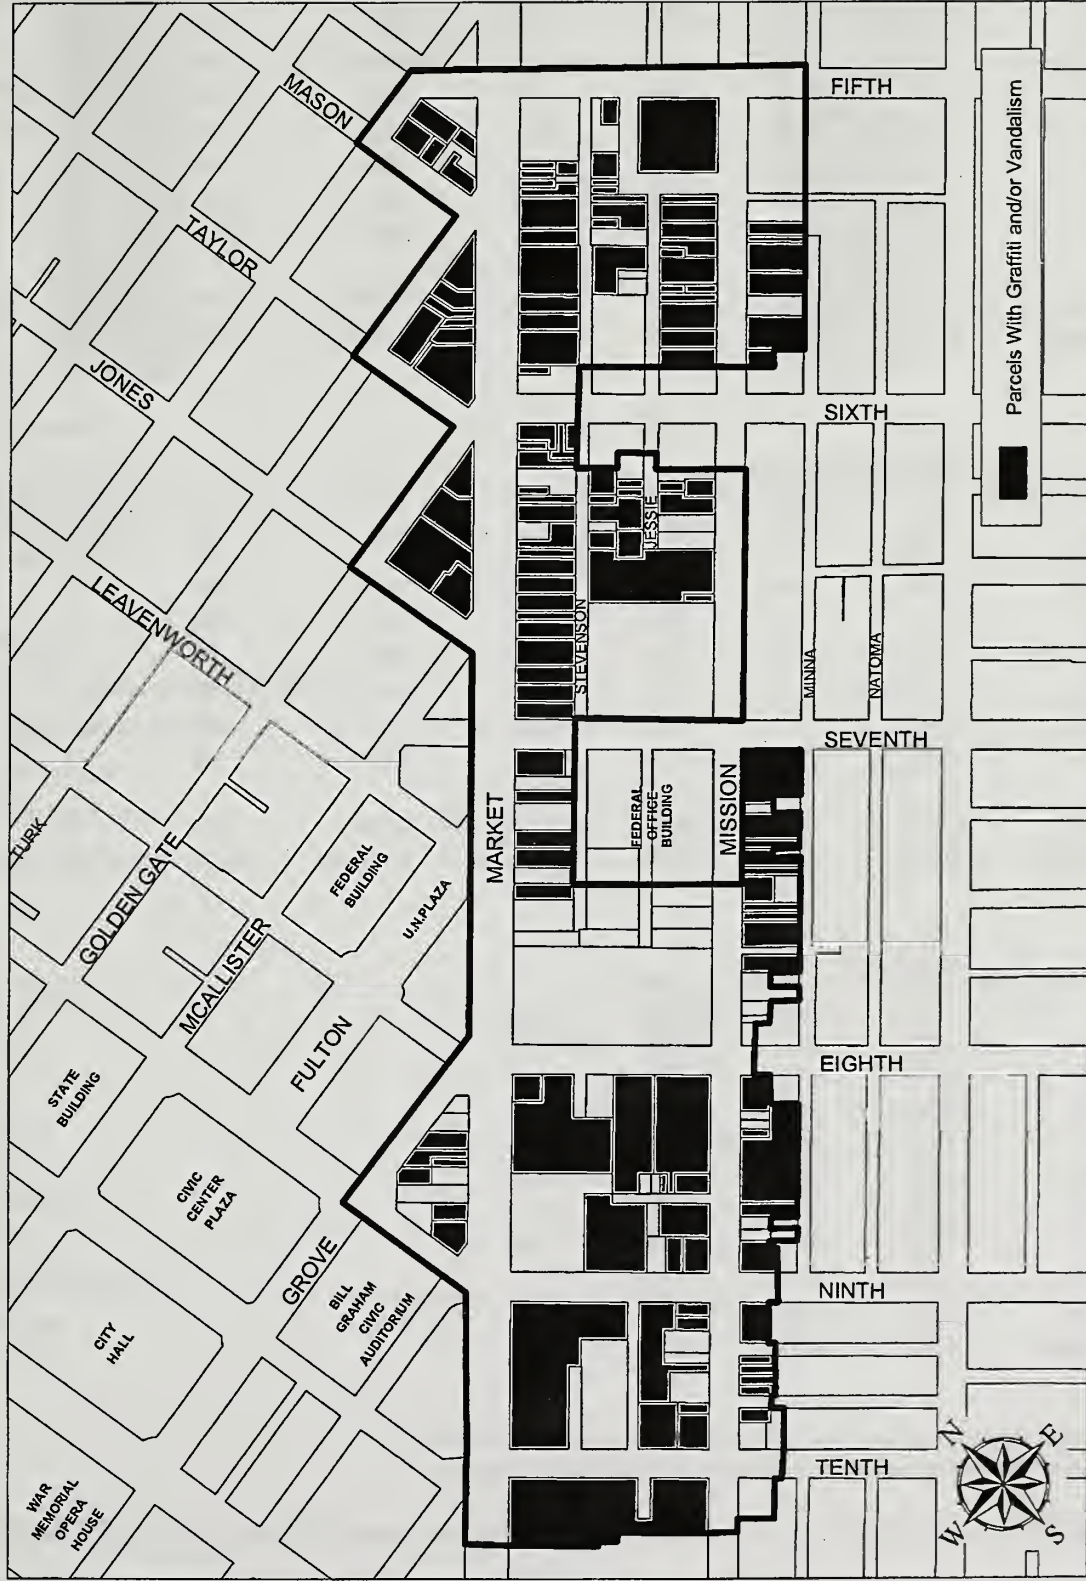 MASON
TAYLOR
JONES
LEAVENWORTH
TURK
GOLDEN GATE
MCALLISTER
FULTON
GROVE
STATE
BUILDING
CIVIC
CENTER
PLAZA
CITY
HALL
WAR
MEMORIAL
OPERA
HOUSE
BILL
GRAHAM
CIVIC
AUDITORIUM
FEDERAL
BUILDING
U.N.PLAZA
MARKET
STEVENSON
JESSIE
FEDERAL
OFFICE
BUILDING
MISSION
MINNA
NATOMA
FIFTH
SIXTH
SEVENTH
EIGHTH
NINTH
TENTH
Parcels With Graffiti and/or Vandalism
N
E
S
W